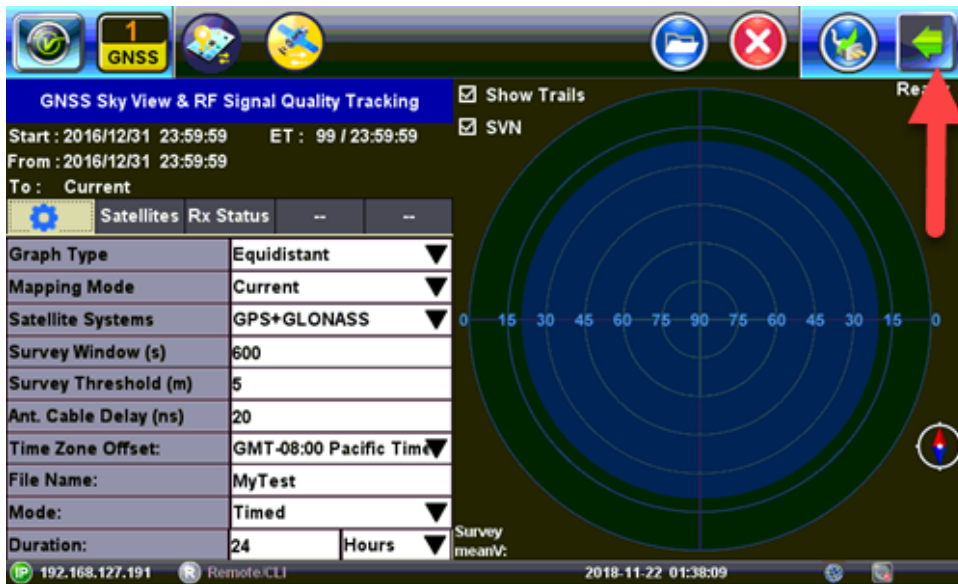 1
GNSS
GNSS Sky View & RF Signal Quality Tracking
Start : 2016/12/31 23:59:59 ET : 99 / 23:59:59
From : 2016/12/31 23:59:59
To : Current
Satellites Rx Status -- --
Graph Type Equidistant
Mapping Mode Current
Satellite Systems GPS+GLONASS
Survey Window (s) 600
Survey Threshold (m) 5
Ant. Cable Delay (ns) 20
Time Zone Offset: GMT-08:00 Pacific Time
File Name: MyTest
Mode: Timed
Duration: 24 Hours
Show Trails
SVN
0 15 30 45 60 75 90 75 60 45 30 15 0
Survey
meanV:
IP 192.168.127.191 R Remote/CLI 2018-11-22 01:38:09